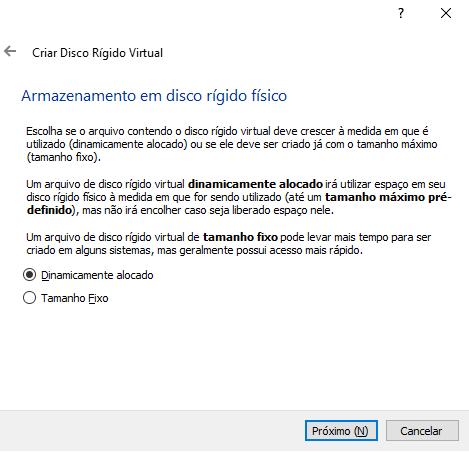 ?
Criar Disco Rígido Virtual
Armazenamento em disco rígido físico
Escolha se o arquivo contendo o disco rígido virtual deve crescer à medida em que é
utilizado (dinamicamente alocado) ou se ele deve ser criado já com o tamanho máximo
(tamanho fixo).
Um arquivo de disco rígido virtual dinamicamente alocado irá utilizar espaço em seu
disco rígido físico à medida em que for sendo utilizado (até um tamanho máximo pré-
definido), mas não irá encolher caso seja liberado espaço nele.
Um arquivo de disco rígido virtual de tamanho fixo pode levar mais tempo para ser
criado em alguns sistemas, mas geralmente possui acesso mais rápido.
Dinamicamente alocado
Tamanho Fixo
Próximo (N)
Cancelar